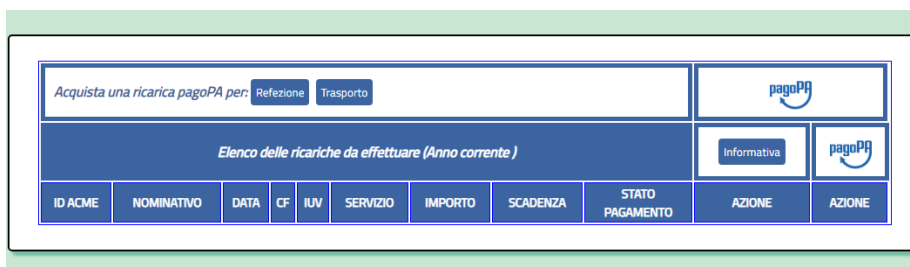 Acquista una ricarica pagoPA per: Refezione Trasporto pagoPA
Elenco delle ricariche da effettuare (Anno corrente ) Informativa pagoPA
ID ACME NOMINATIVO DATA CF IUV SERVIZIO IMPORTO SCADENZA STATO PAGAMENTO AZIONE AZIONE